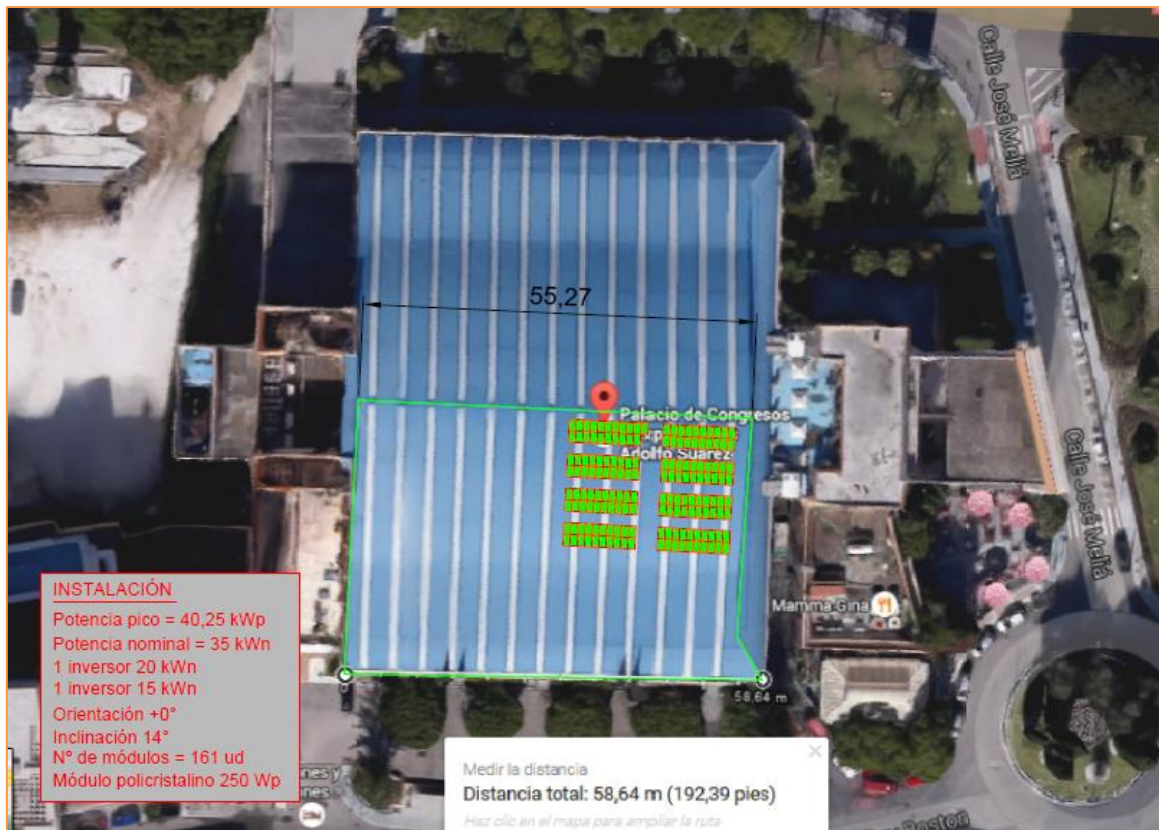 Calle José Meliá
55,27
Palacio de Congresos
Adolfo Suárez
Calle José Meliá
Mamma Gina
58,64 m
INSTALACIÓN
Potencia pico = 40,25 kWp
Potencia nominal = 35 kWn
1 inversor 20 kWn
1 inversor 15 kWn
Orientación +0°
Inclinación 14°
Nº de módulos = 161 ud
Módulo policristalino 250 Wp
Medir la distancia
Distancia total: 58,64 m (192,39 pies)
Haz clic en el mapa para ampliar la ruta